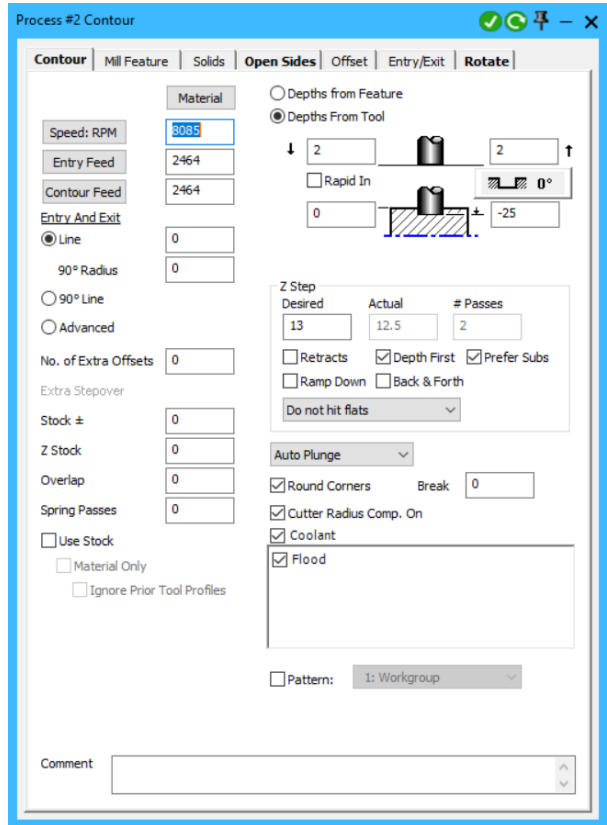 Process #2 Contour
Contour Mill Feature Solids Open Sides Offset Entry/Exit Rotate
Material
Speed: RPM 8085
Entry Feed 2464
Contour Feed 2464
Entry And Exit
Line 0
90° Radius 0
90° Line
Advanced
No. of Extra Offsets 0
Extra Stepover
Stock ± 0
Z Stock 0
Overlap 0
Spring Passes 0
Use Stock
Material Only
Ignore Prior Tool Profiles
Depths from Feature
Depths From Tool
2 2
Rapid In
0°
0 -25
Z Step
Desired Actual # Passes
13 12.5 2
Retracts Depth First Prefer Subs
Ramp Down Back & Forth
Do not hit flats
Auto Plunge
Round Corners Break 0
Cutter Radius Comp. On
Coolant
Flood
Pattern: 1: Workgroup
Comment